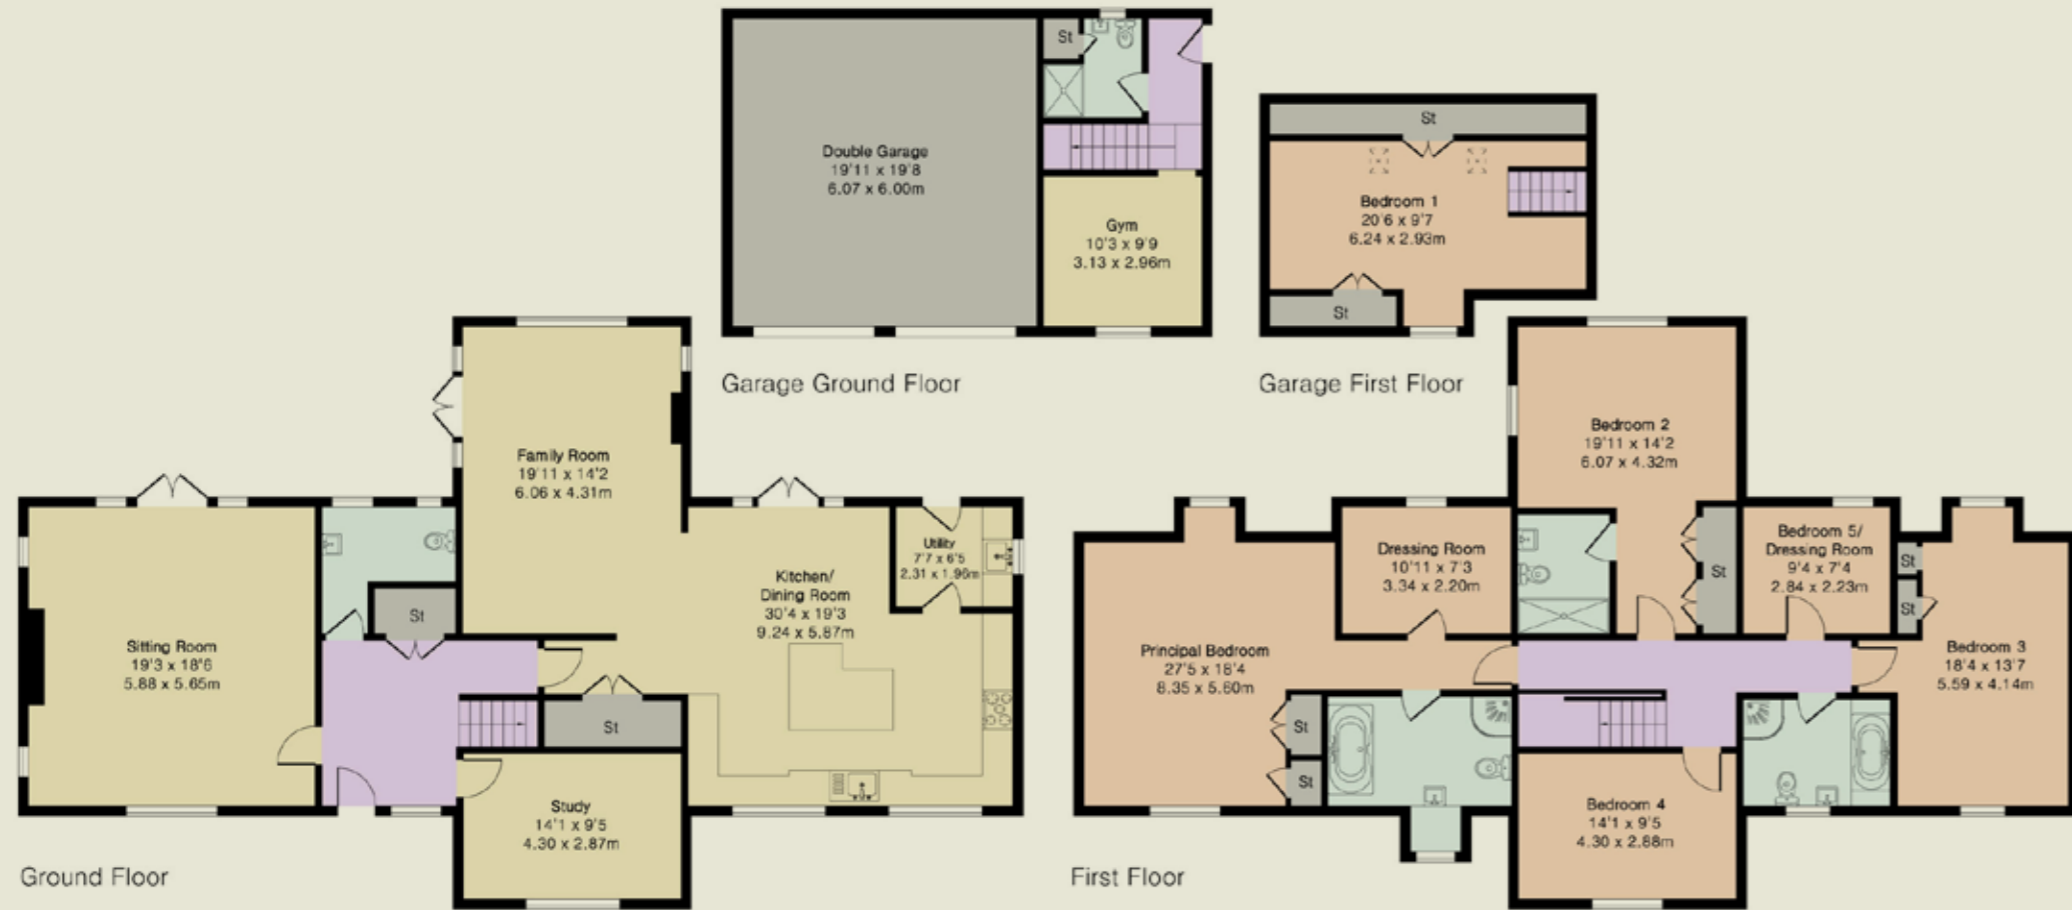 St
Double Garage
19'11 x 19'8
6.07 x 6.00m
Gym
10'3 x 9'9
3.13 x 2.96m
Garage Ground Floor
St
Bedroom 1
20'6 x 9'7
6.24 x 2.93m
St
Garage First Floor
Family Room
19'11 x 14'2
6.06 x 4.31m
Utility
7'7 x 6'5
2.31 x 1.96m
Kitchen/
Dining Room
30'4 x 19'3
9.24 x 5.87m
St
Sitting Room
19'3 x 18'6
5.88 x 5.65m
St
Study
14'1 x 9'5
4.30 x 2.87m
Ground Floor
Bedroom 2
19'11 x 14'2
6.07 x 4.32m
Dressing Room
10'11 x 7'3
3.34 x 2.20m
St
Bedroom 5/
Dressing Room
9'4 x 7'4
2.84 x 2.23m
St
St
Principal Bedroom
27'5 x 18'4
8.35 x 5.60m
Bedroom 3
18'4 x 13'7
5.59 x 4.14m
St
St
Bedroom 4
14'1 x 9'5
4.30 x 2.88m
First Floor